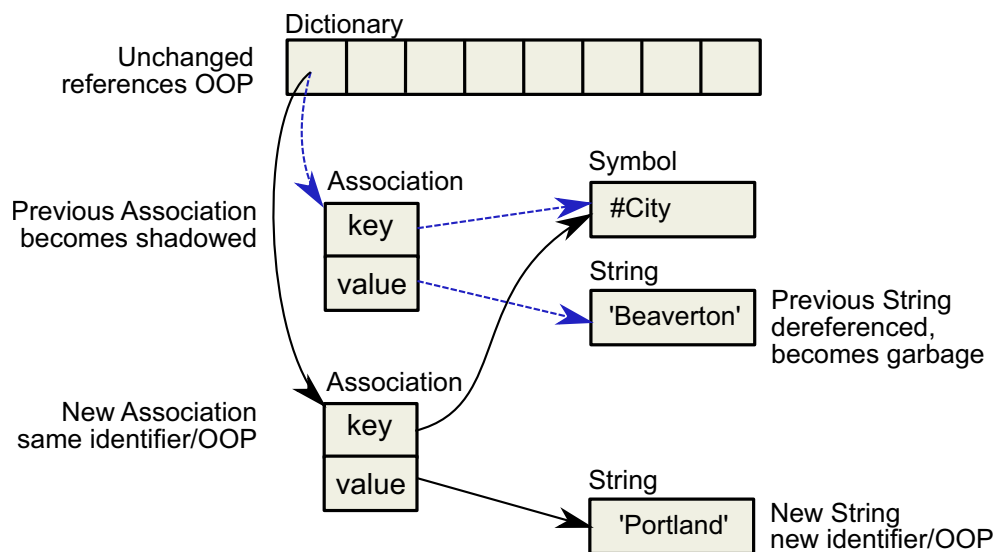 Dictionary
Unchanged
references OOP
Symbol
#City
Association
key
value
Previous Association
becomes shadowed
String
'Beaverton'
Previous String
dereferenced,
becomes garbage
Association
key
value
New Association
same identifier/OOP
String
'Portland'
New String
new identifier/OOP